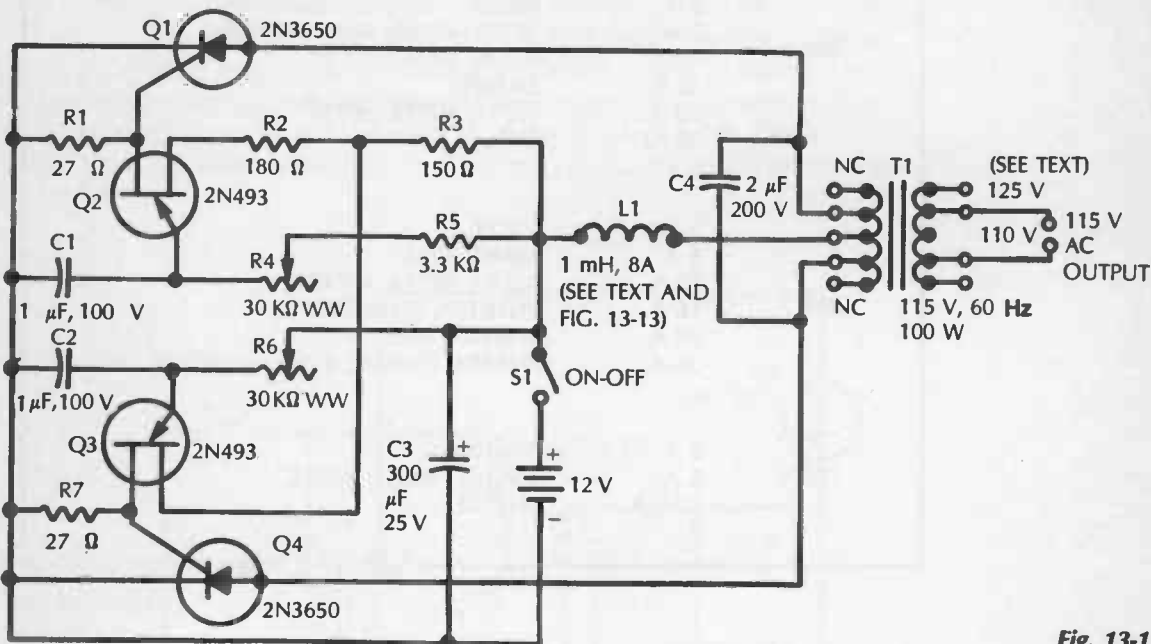 Q1
2N3650
R1
27 Ω
R2
180 Ω
R3
150 Ω
Q2
2N493
C4
2 µF
200 V
NC
T1
(SEE TEXT)
125 V
110 V
115 V
AC
OUTPUT
R5
3.3 KΩ
L1
1 mH, 8A
(SEE TEXT AND
FIG. 13-13)
C1
1 µF, 100 V
R4
30 KΩ WW
NC
115 V, 60 Hz
100 W
C2
1 µF, 100 V
R6
30 KΩ WW
S1
ON-OFF
Q3
2N493
C3
300
µF
25 V
+
+
12 V
−
R7
27 Ω
Q4
2N3650
Fig. 13-1